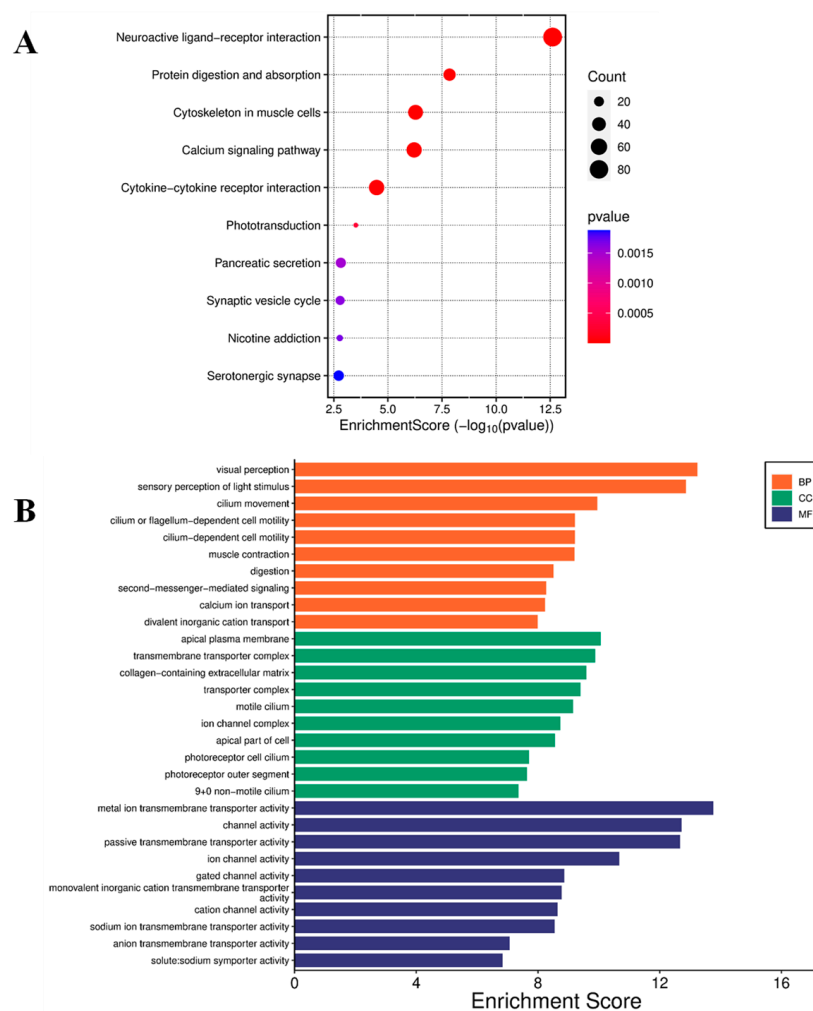 A
Neuroactive ligand−receptor interaction
Protein digestion and absorption
Cytoskeleton in muscle cells
Calcium signaling pathway
Cytokine−cytokine receptor interaction
Phototransduction
Pancreatic secretion
Synaptic vesicle cycle
Nicotine addiction
Serotonergic synapse
2.5 5.0 7.5 10.0 12.5
EnrichmentScore (−log10(pvalue))
Count
20
40
60
80
pvalue
0.0015
0.0010
0.0005
B
visual perception
sensory perception of light stimulus
cilium movement
cilium or flagellum−dependent cell motility
cilium−dependent cell motility
muscle contraction
digestion
second−messenger−mediated signaling
calcium ion transport
divalent inorganic cation transport
apical plasma membrane
transmembrane transporter complex
collagen−containing extracellular matrix
transporter complex
motile cilium
ion channel complex
apical part of cell
photoreceptor cell cilium
photoreceptor outer segment
9+0 non−motile cilium
metal ion transmembrane transporter activity
channel activity
passive transmembrane transporter activity
ion channel activity
gated channel activity
monovalent inorganic cation transmembrane transporter
activity
cation channel activity
sodium ion transmembrane transporter activity
anion transmembrane transporter activity
solute:sodium symporter activity
0 4 8 12 16
Enrichment Score
BP
CC
MF